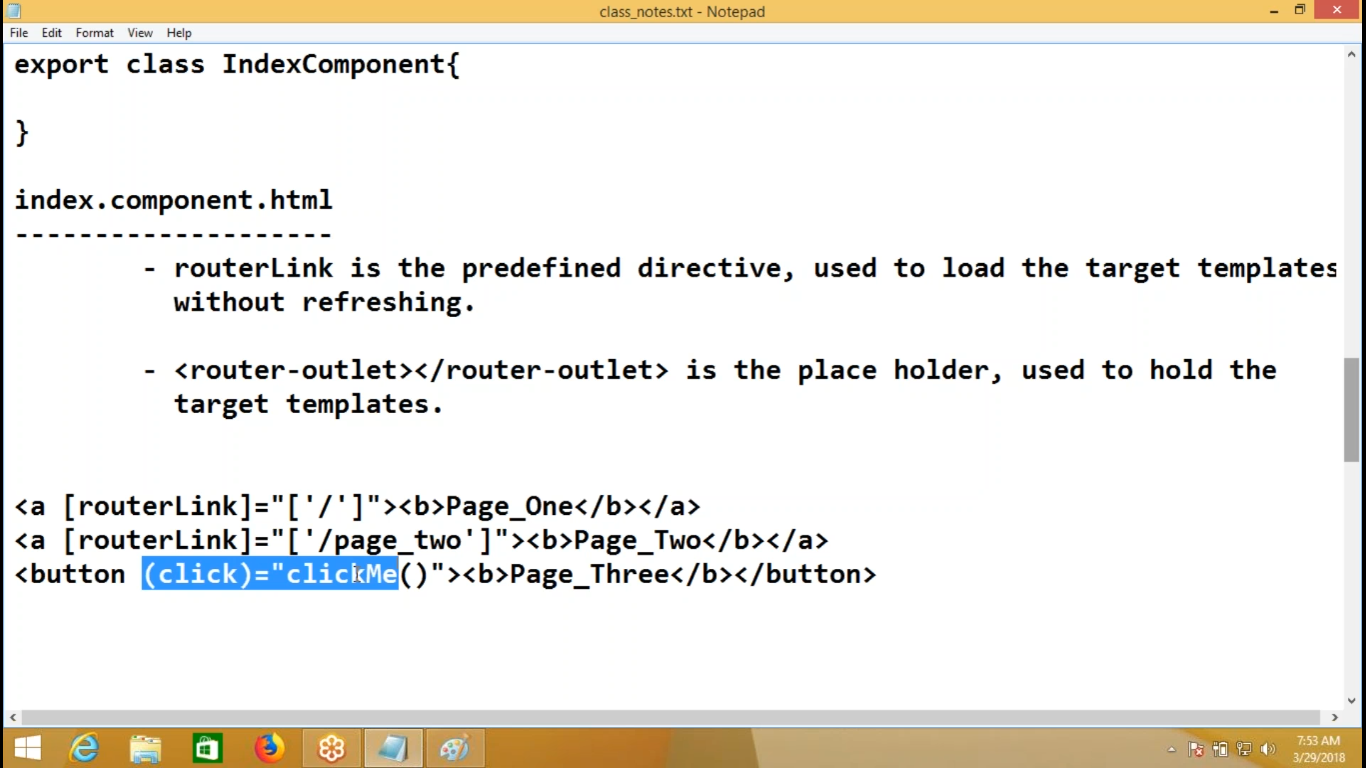 class_notes.txt - Notepad
File Edit Format View Help
export class IndexComponent{
}
index.component.html
--------------------
- routerLink is the predefined directive, used to load the target templates
without refreshing.
- <router-outlet></router-outlet> is the place holder, used to hold the
target templates.
<a [routerLink]="['/']"><b>Page_One</b></a>
<a [routerLink]="['/page_two']"><b>Page_Two</b></a>
<button (click)="clickMe()"><b>Page_Three</b></button>
7:53 AM
3/29/2018